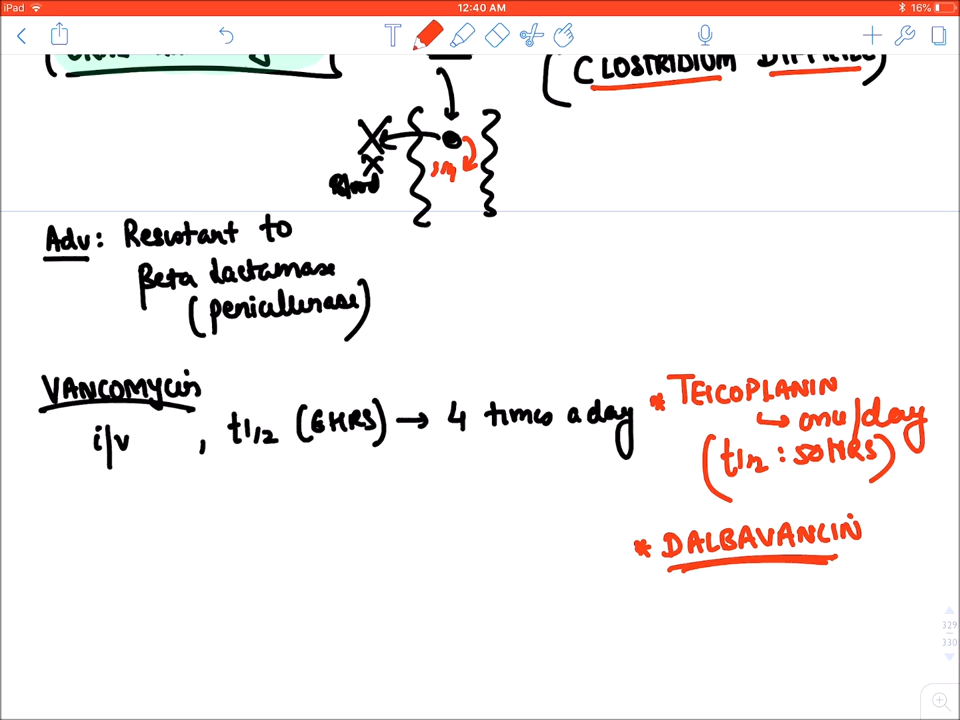 iPad 12:40 AM 16%
T
(CLOSTRIDIUM DIFFICILE)
Blood
Adv: Resistant to
Beta lactamase
(penicillinase)
VANCOMYCIN
i/v , t1/2 (6HRS) → 4 times a day
* TEICOPLANIN
↳ once/day
(t1/2 : 50HRS)
* DALBAVANCIN
329
330